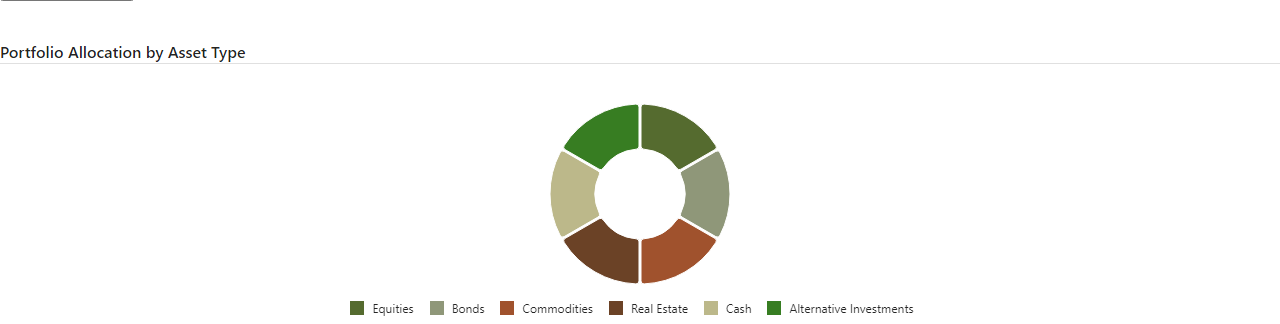 Portfolio Allocation by Asset Type
Equities Bonds Commodities Real Estate Cash Alternative Investments